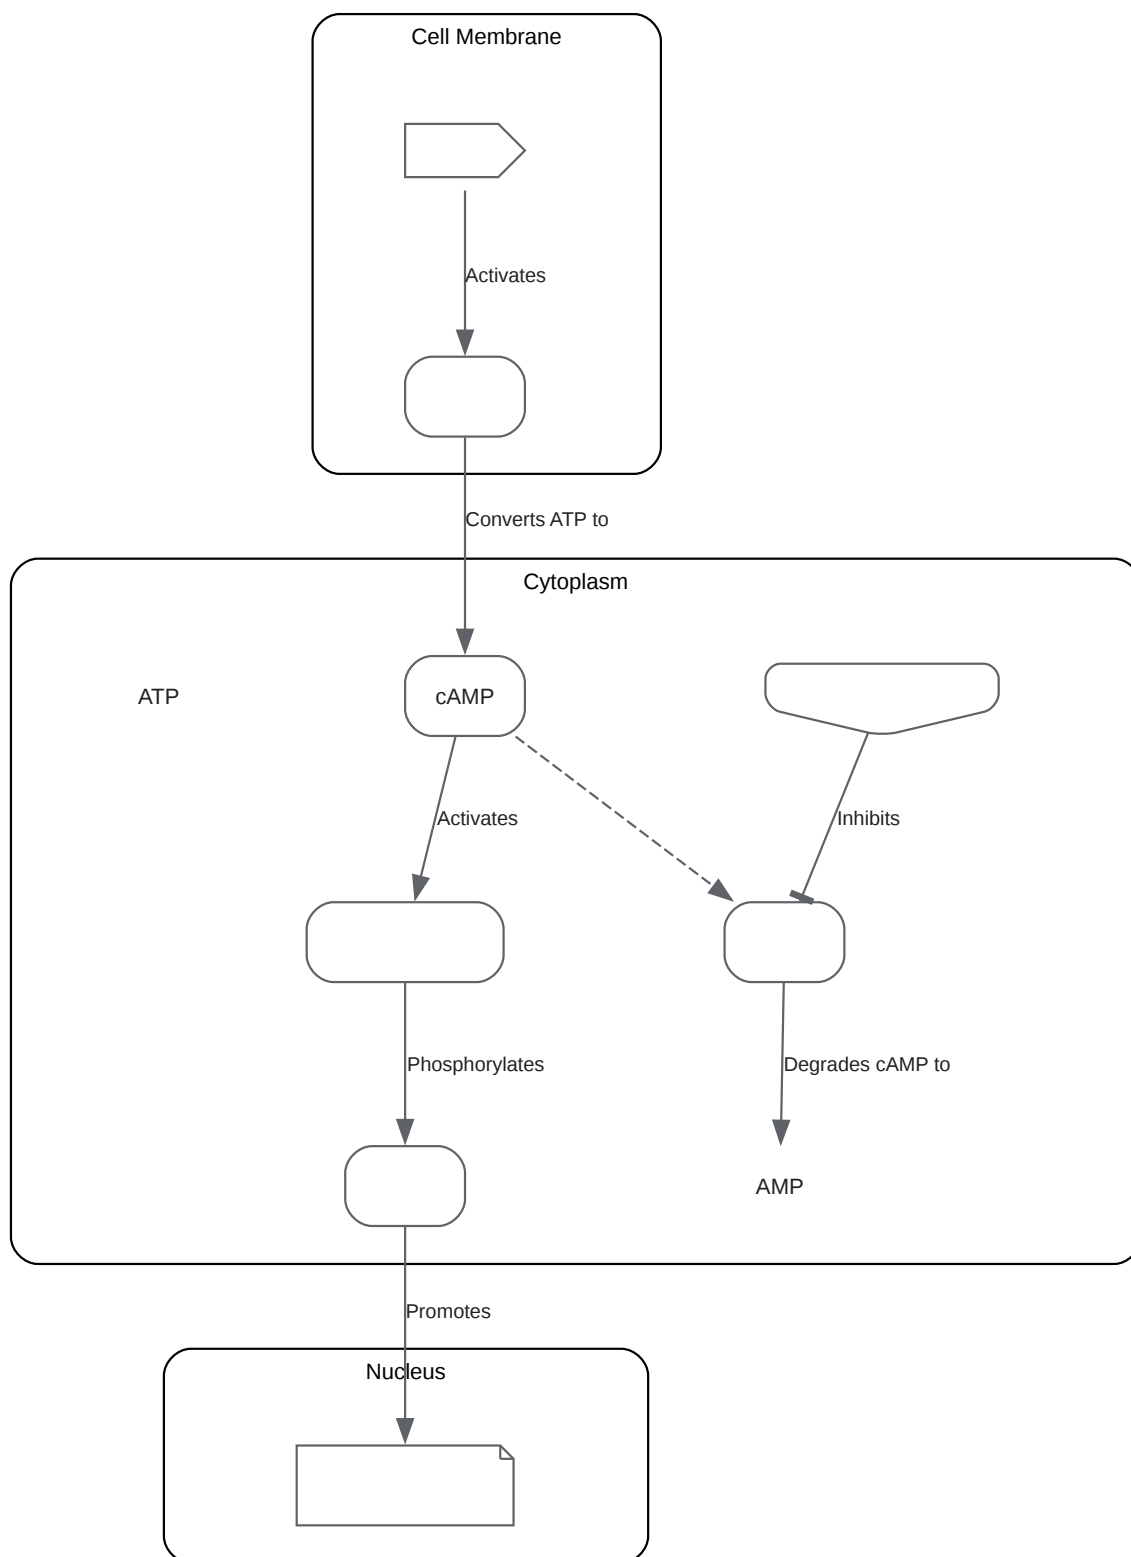 Cell Membrane
Activates
Converts ATP to
Cytoplasm
ATP
cAMP
Activates
Inhibits
Phosphorylates
Degrades cAMP to
AMP
Promotes
Nucleus